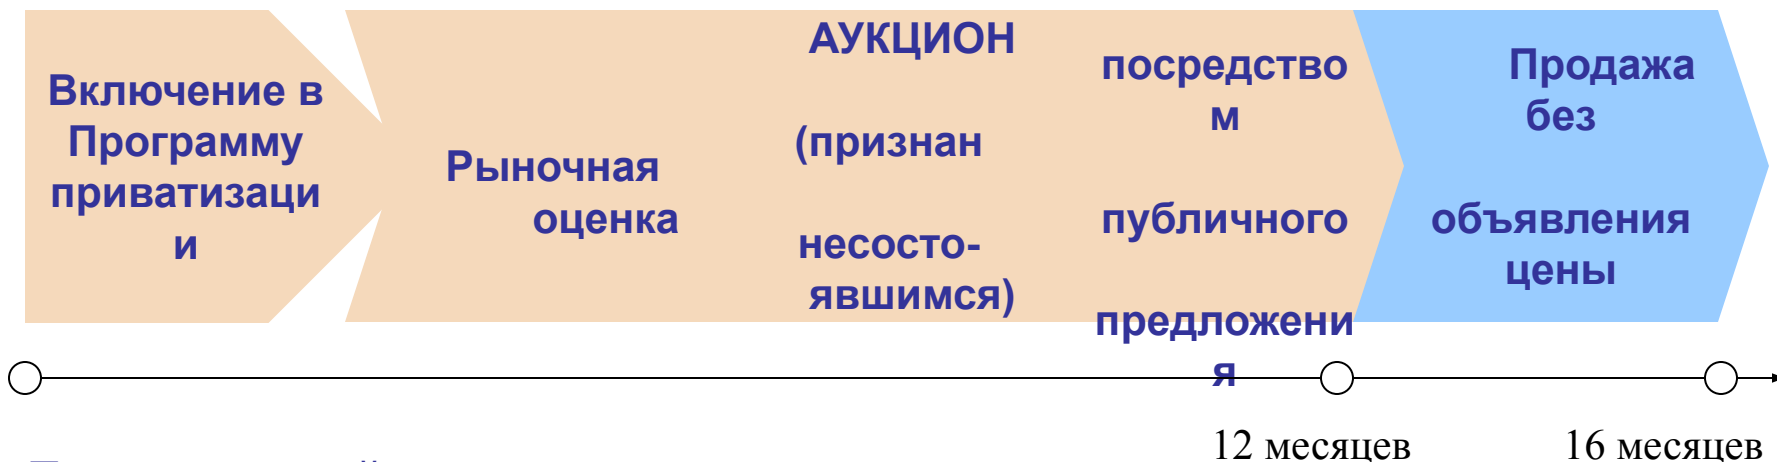 Включение в
Программу
приватизаци
и
Рыночная
оценка
АУКЦИОН
(признан
несосто-
явшимся)
посредство
м
публичного
предложени
я
Продажа
без
объявления
цены
12 месяцев
16 месяцев